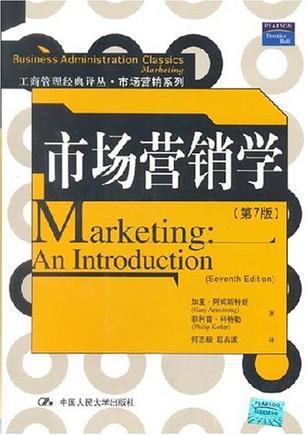 PEARSON
Prentice Hall
Business Administration Classics
Marketing
工商管理经典译丛·市场营销系列
市场营销学
(第7版)
Marketing:
An Introduction
(Seventh Edition)
加里·阿姆斯特朗
(Gary Armstrong)
菲利普·科特勒
(Philip Kotler)
著
何志毅 赵占波 译
中国人民大学出版社
PEARSON